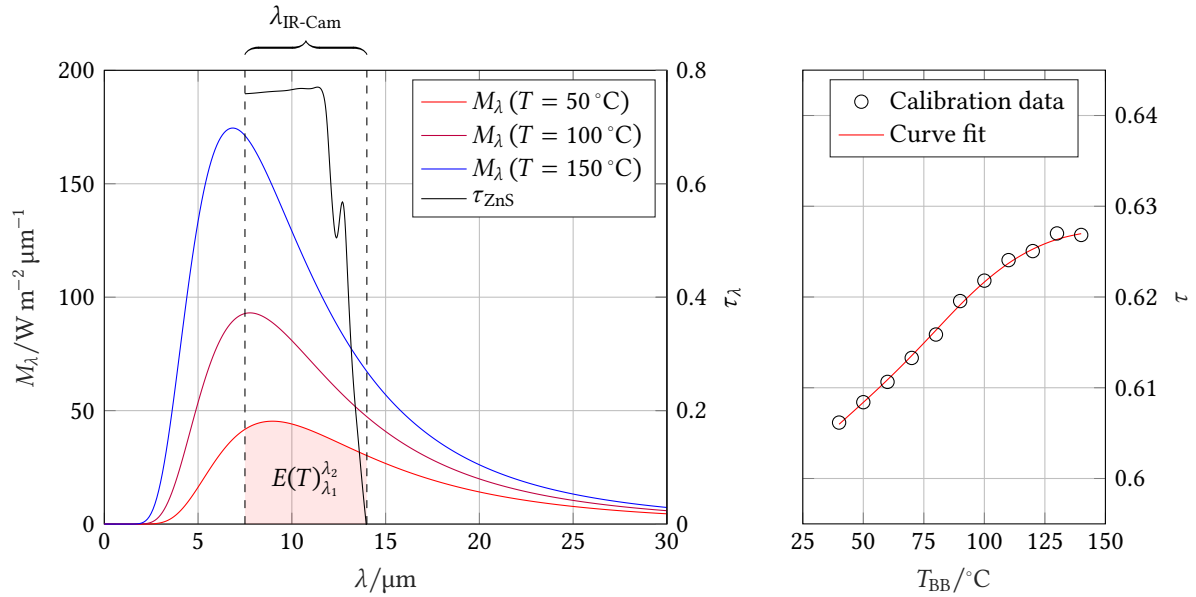 λIR-Cam
200
150
100
50
0
0 5 10 15 20 25 30
0.8
0.6
0.4
0.2
0
Mλ/W m−2 μm−1
λ/μm
τλ
Mλ (T = 50 °C)
Mλ (T = 100 °C)
Mλ (T = 150 °C)
τZnS
E(T)λ2λ1
Calibration data
Curve fit
0.64
0.63
0.62
0.61
0.6
25 50 75 100 125 150
TBB/°C
τ